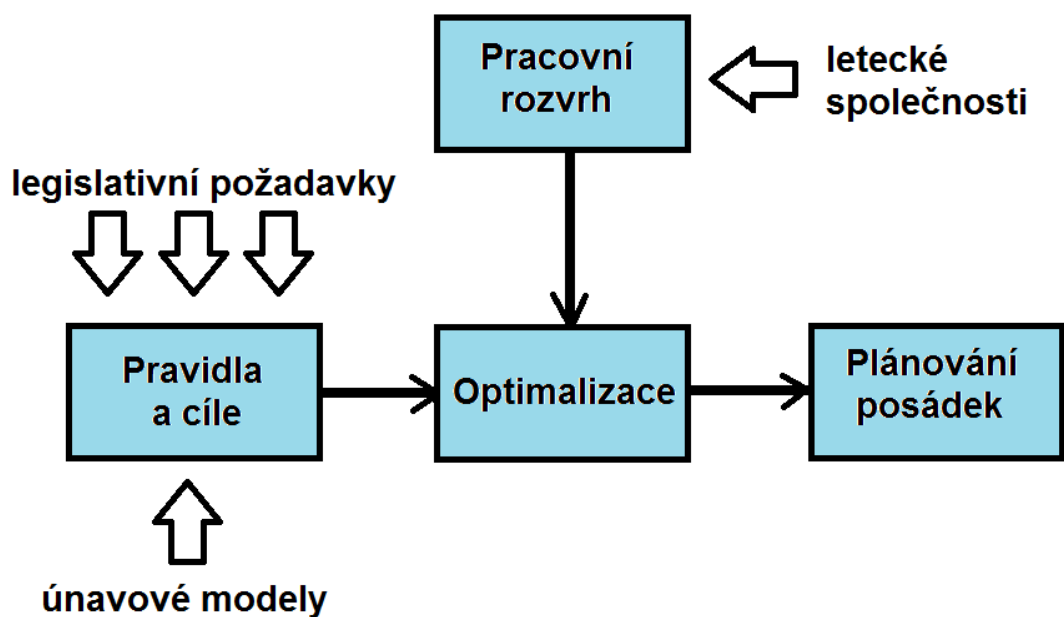 Pracovní
rozvrh
letecké
společnosti
legislativní požadavky
Pravidla
a cíle
Optimalizace
Plánování
posádek
únavové modely